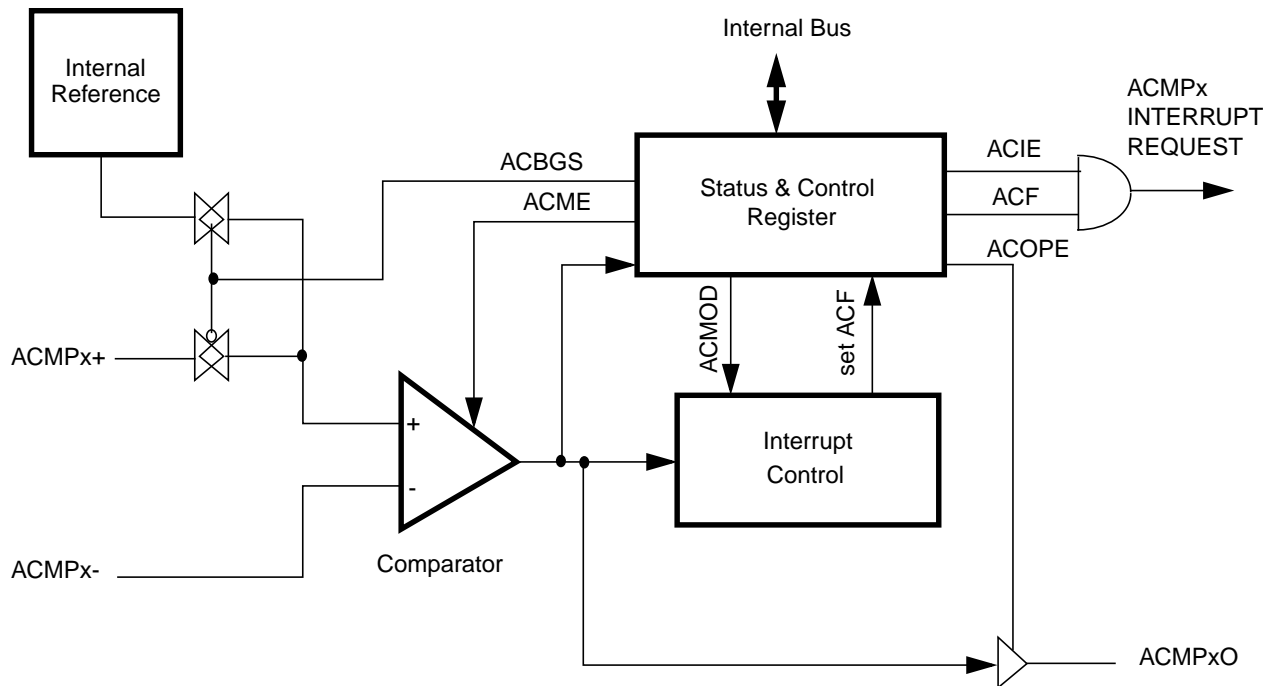 Internal Bus
Internal
Reference
ACMPx
INTERRUPT
REQUEST
ACBGS
ACME
Status & Control
Register
ACIE
ACF
ACOPE
ACMOD
set ACF
ACMPx+
+
-
Interrupt
Control
Comparator
ACMPx-
ACMPxO